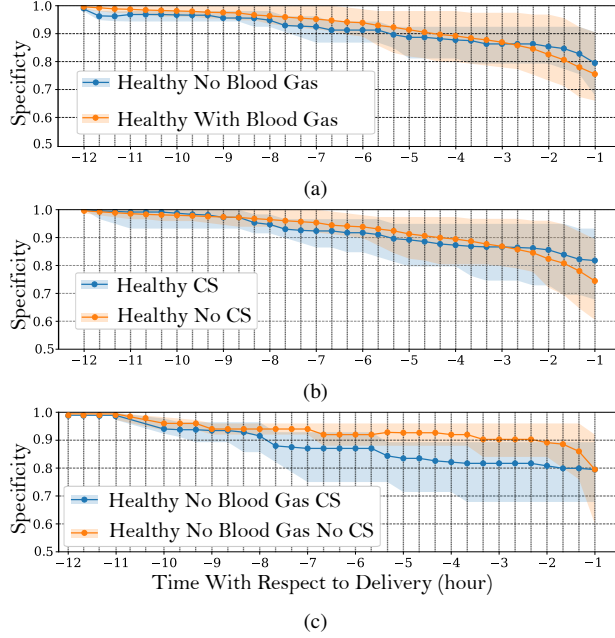 1.0
0.9
0.8
0.7
0.6
0.5
Specificty
Healthy No Blood Gas
Healthy With Blood Gas
−12 −11 −10 −9 −8 −7 −6 −5 −4 −3 −2 −1
(a)
1.0
0.9
0.8
0.7
0.6
0.5
Specificity
Healthy CS
Healthy No CS
−12 −11 −10 −9 −8 −7 −6 −5 −4 −3 −2 −1
(b)
1.0
0.9
0.8
0.7
0.6
0.5
Specificity
Healthy No Blood Gas CS
Healthy No Blood Gas No CS
−12 −11 −10 −9 −8 −7 −6 −5 −4 −3 −2 −1
Time With Respect to Delivery (hour)
(c)